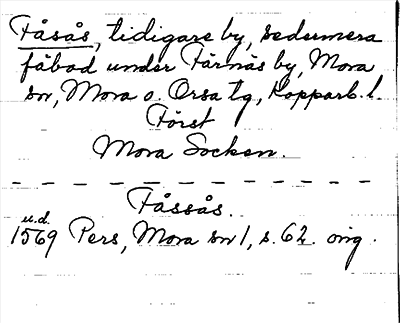 Fåsås, tidigare by, sedermera
fäbod under Färnäs by, Mora
sn, Mora o. Orsa tg, Kopparb. l.
Först
Mora Socken.
Fåssås.
u.d.
1569 Pers, Mora sn 1, s. 62. orig.